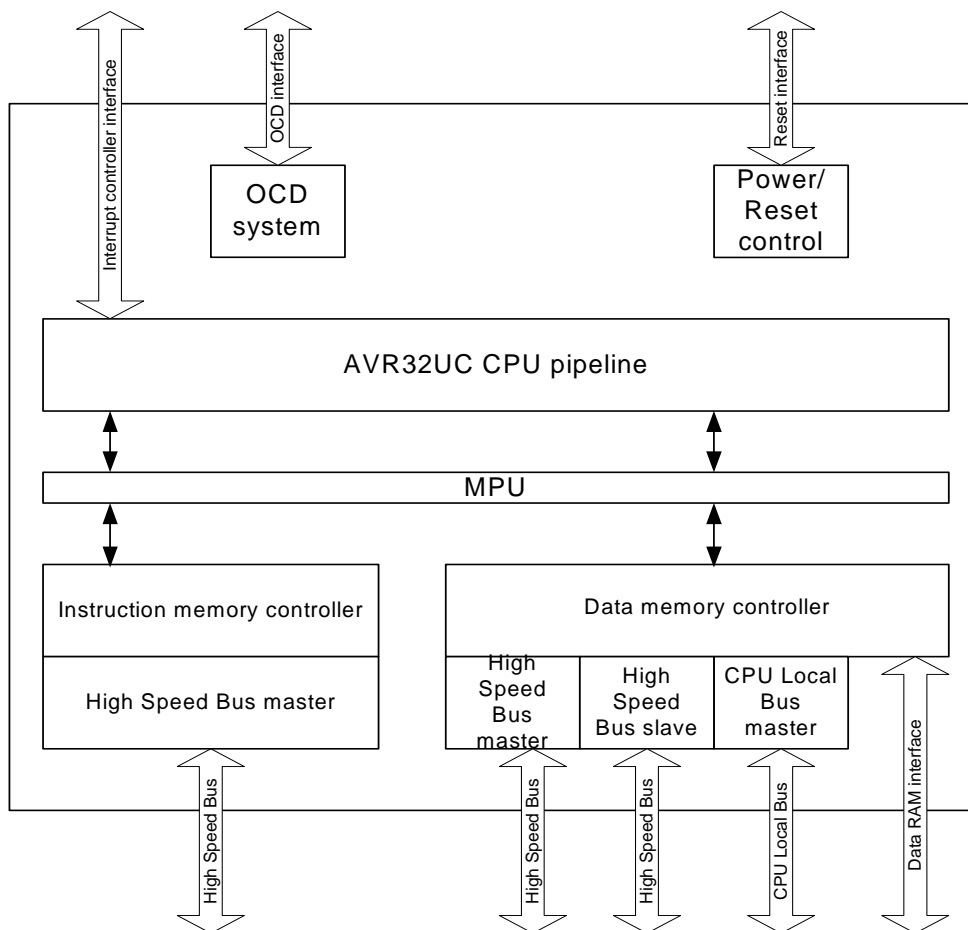 Interrupt controller interface
OCD interface
Reset interface
OCD
system
Power/
Reset
control
AVR32UC CPU pipeline
MPU
Instruction memory controller
High Speed Bus master
Data memory controller
High
Speed
Bus
master
High
Speed
Bus slave
CPU Local
Bus
master
High Speed Bus
High Speed Bus
High Speed Bus
CPU Local Bus
Data RAM interface